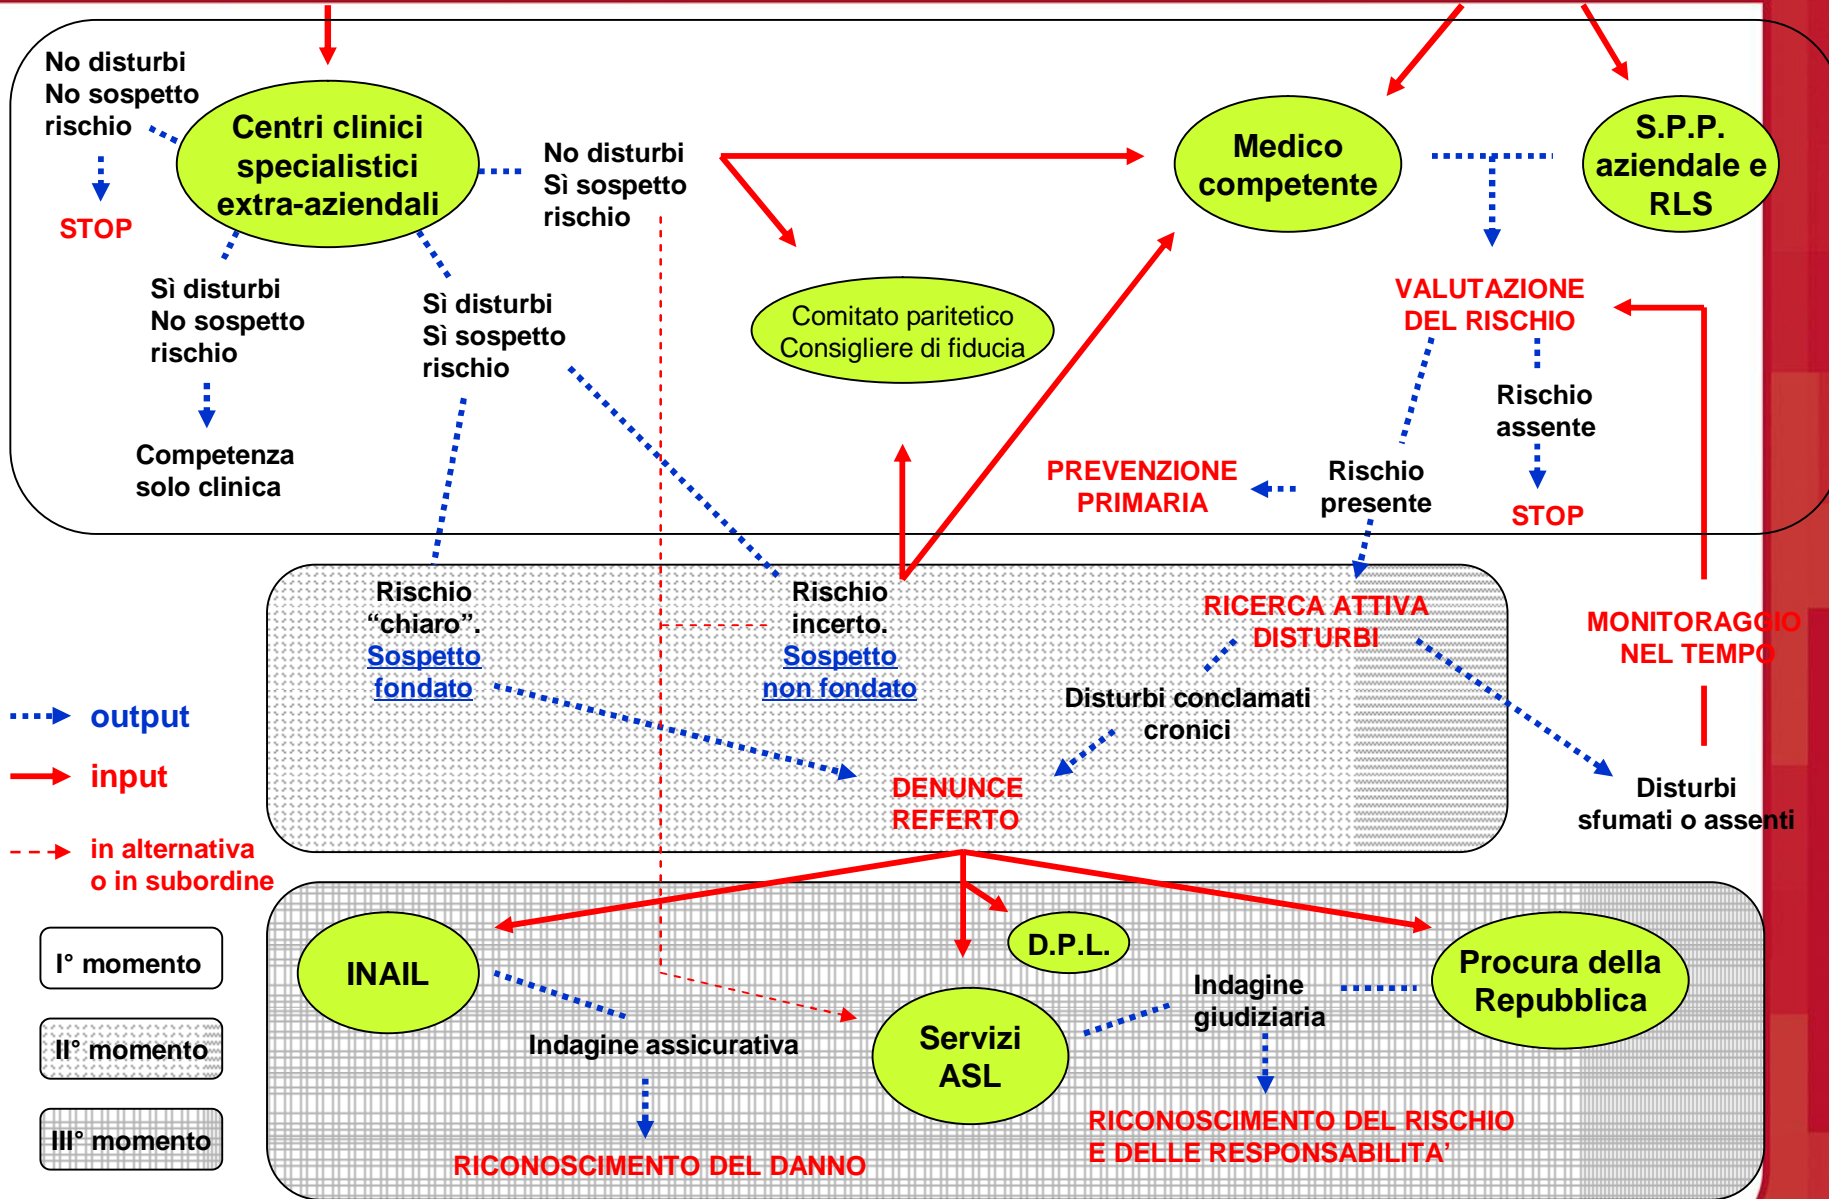 No disturbi
No sospetto
rischio
STOP
Centri clinici
specialistici
extra-aziendali
No disturbi
Sì sospetto
rischio
Medico
competente
S.P.P.
aziendale e
RLS
Sì disturbi
No sospetto
rischio
Competenza
solo clinica
Sì disturbi
Sì sospetto
rischio
Comitato paritetico
Consigliere di fiducia
VALUTAZIONE
DEL RISCHIO
Rischio
assente
STOP
Rischio
presente
PREVENZIONE
PRIMARIA
Rischio
“chiaro”.
Sospetto
fondato
Rischio
incerto.
Sospetto
non fondato
RICERCA ATTIVA
DISTURBI
Disturbi conclamati
cronici
MONITORAGGIO
NEL TEMPO
Disturbi
sfumati o assenti
DENUNCE
REFERTO
output
input
in alternativa
o in subordine
I° momento
II° momento
III° momento
INAIL
D.P.L.
Procura della
Repubblica
Indagine
giudiziaria
Servizi
ASL
Indagine assicurativa
RICONOSCIMENTO DEL DANNO
RICONOSCIMENTO DEL RISCHIO
E DELLE RESPONSABILITA’